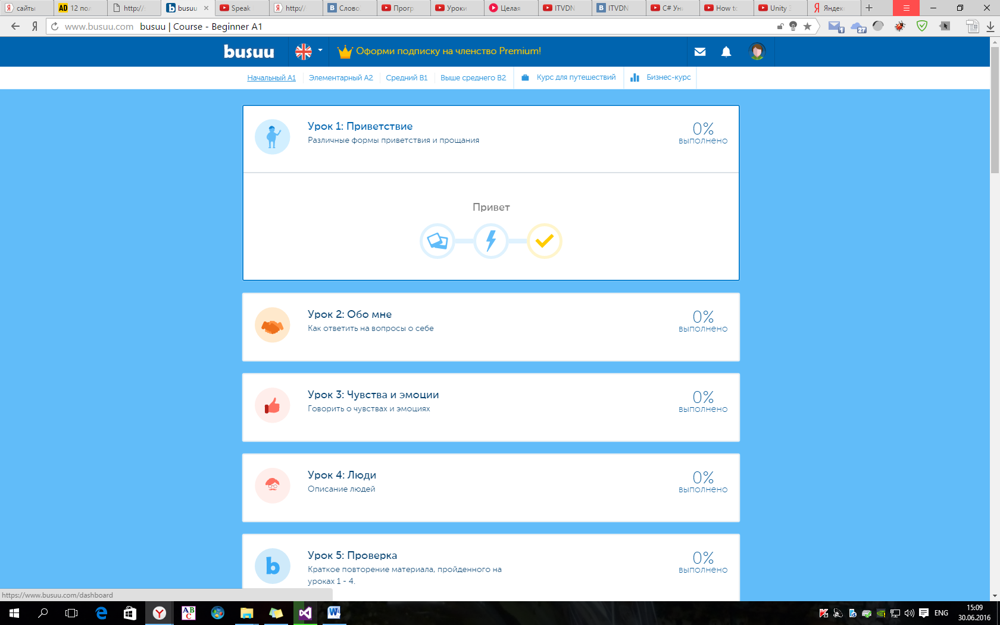 сайты
12 пол
http://
busuu
Speak
http://
Слово
Прогр
Уроки
Целая
ITVDN
ITVDN
C# Ун
How to
Unity
Яндекс
www.busuu.com busuu | Course - Beginner A1
1
27
busuu
Оформи подписку на членство Premium!
Начальный A1
Элементарный A2
Средний B1
Выше среднего B2
Курс для путешествий
Бизнес-курс
Урок 1: Приветствие
Различные формы приветствия и прощания
0%
выполнено
Привет
Урок 2: Обо мне
Как ответить на вопросы о себе
0%
выполнено
Урок 3: Чувства и эмоции
Говорить о чувствах и эмоциях
0%
выполнено
Урок 4: Люди
Описание людей
0%
выполнено
Урок 5: Проверка
Краткое повторение материала, пройденного на
уроках 1 - 4.
0%
выполнено
https://www.busuu.com/dashboard
ENG
15:09
30.06.2016